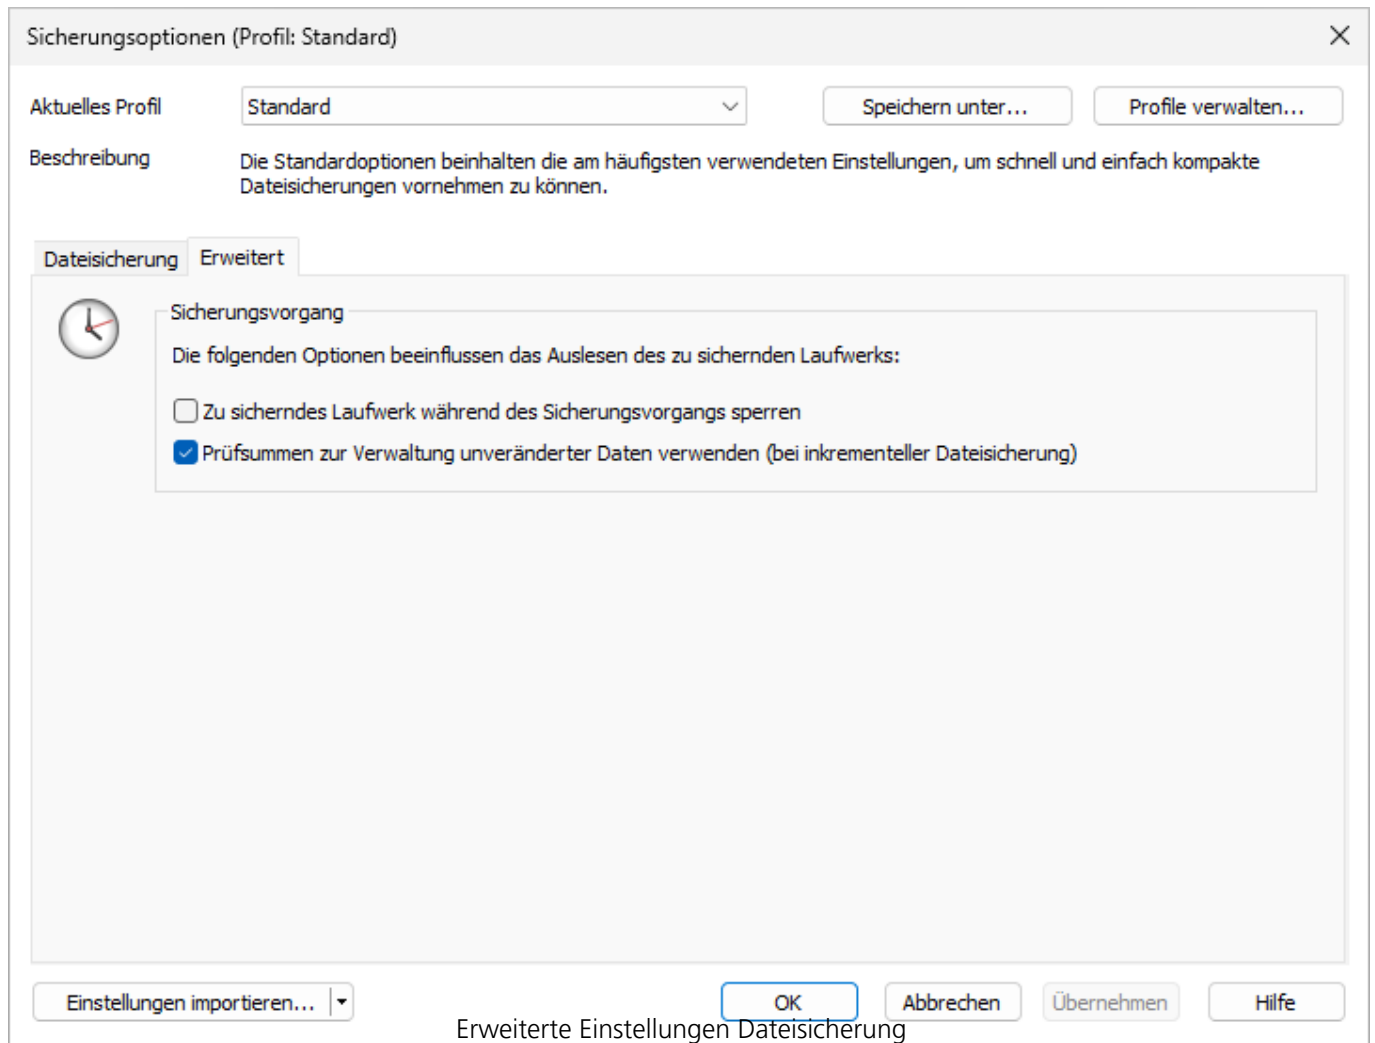 Sicherungsoptionen (Profil: Standard)
Aktuelles Profil
Standard
Speichern unter...
Profile verwalten...
Beschreibung
Die Standardoptionen beinhalten die am häufigsten verwendeten Einstellungen, um schnell und einfach kompakte
Dateisicherungen vornehmen zu können.
Dateisicherung
Erweitert
Sicherungsvorgang
Die folgenden Optionen beeinflussen das Auslesen des zu sichernden Laufwerks:
Zu sicherndes Laufwerk während des Sicherungsvorgangs sperren
Prüfsummen zur Verwaltung unveränderter Daten verwenden (bei inkrementeller Dateisicherung)
Einstellungen importieren...
OK
Abbrechen
Übernehmen
Hilfe
Erweiterte Einstellungen Dateisicherung